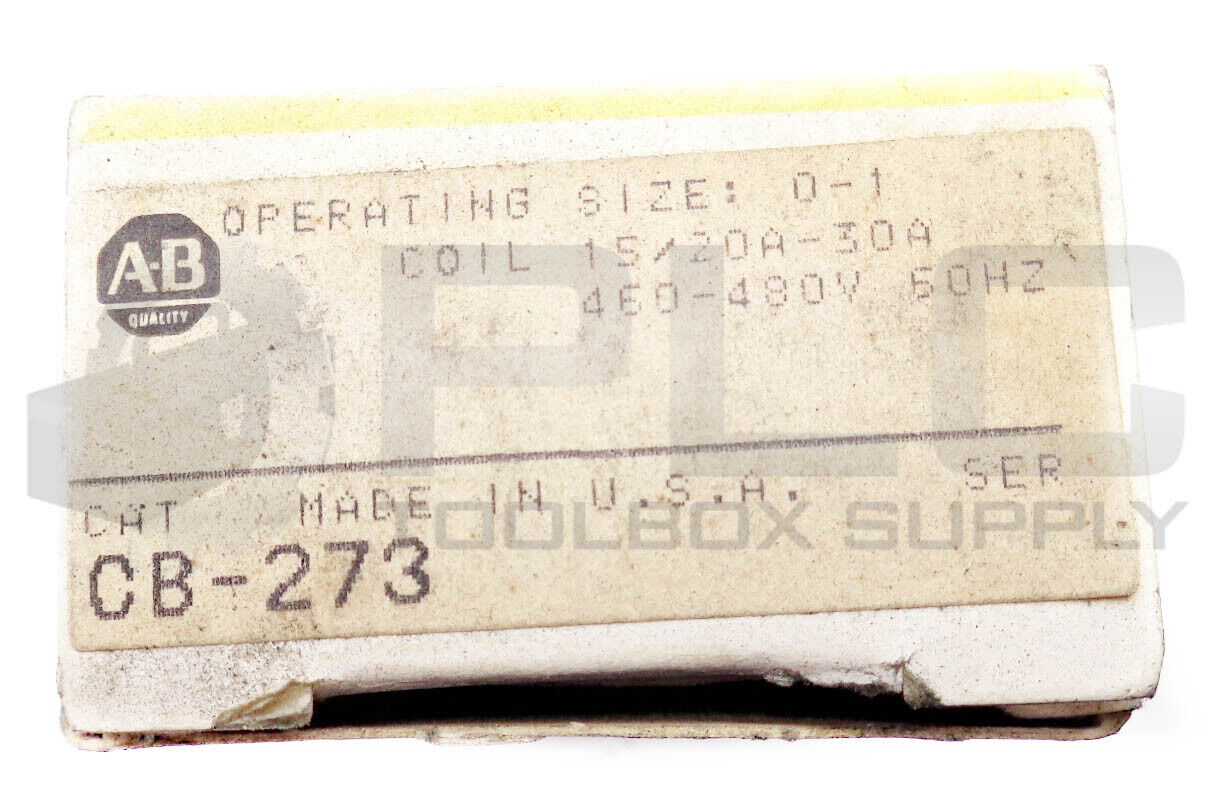 OPERATING SIZE: 0-1
A-B
QUALITY
COIL 15/20A-30A
460-480V 60HZ
PLC
TOOLBOX SUPPLY
CAT MADE IN U.S.A. SER
CB-273